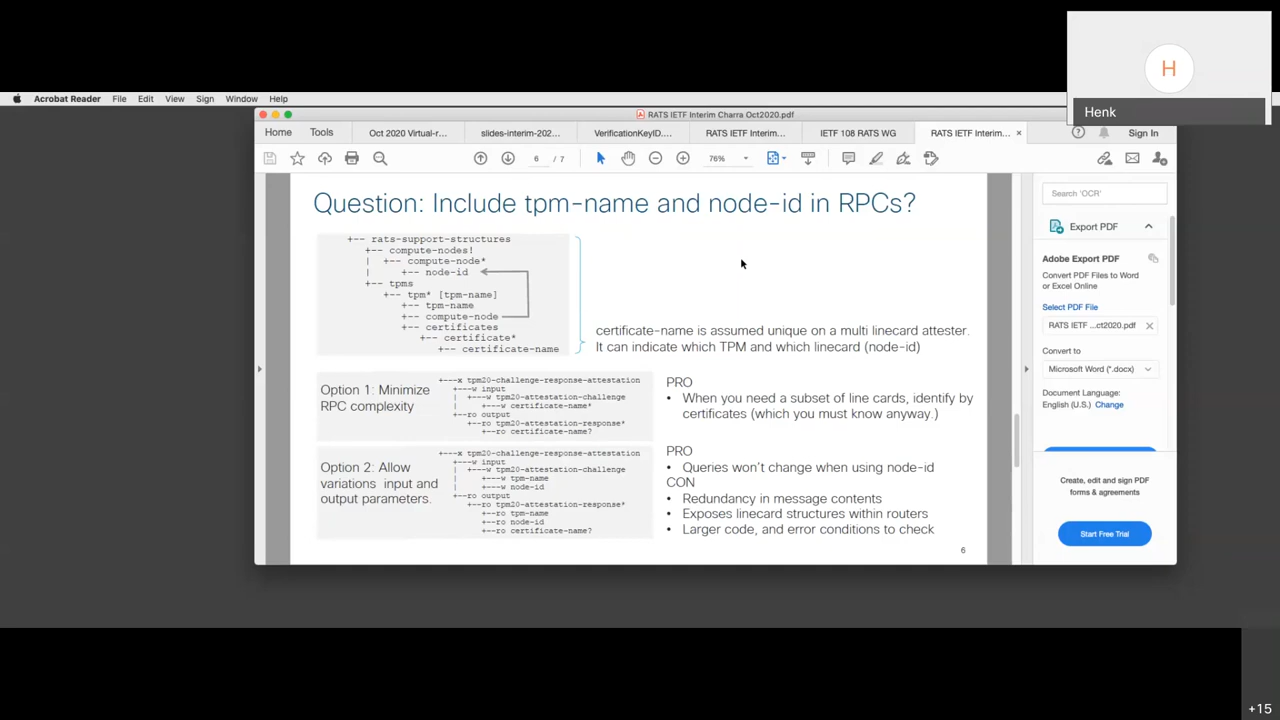 H
Henk
Acrobat Reader File Edit View Sign Window Help
RATS IETF Interim Charra Oct2020.pdf
Home Tools Oct 2020 Virtual-r... slides-interim-202... VerificationKeyID.... RATS IETF Interim... IETF 108 RATS WG RATS IETF Interim... × Sign In
6 / 7 76%
Question: Include tpm-name and node-id in RPCs?
+-- rats-support-structures
+-- compute-nodes!
| +-- compute-node*
| +-- node-id
+-- tpms
+-- tpm* [tpm-name]
+-- tpm-name
+-- compute-node
+-- certificates
+-- certificate*
+-- certificate-name
certificate-name is assumed unique on a multi linecard attester.
It can indicate which TPM and which linecard (node-id)
Option 1: Minimize
RPC complexity
+---x tpm20-challenge-response-attestation
+---w input
| +---w tpm20-attestation-challenge
| +---w certificate-name*
+--ro output
+--ro tpm20-attestation-response*
+--ro certificate-name?
PRO
• When you need a subset of line cards, identify by
certificates (which you must know anyway.)
Option 2: Allow
variations input and
output parameters.
+---x tpm20-challenge-response-attestation
+---w input
| +---w tpm20-attestation-challenge
| +---w tpm-name
| +---w node-id
+--ro output
+--ro tpm20-attestation-response*
+--ro tpm-name
+--ro node-id
+--ro certificate-name?
PRO
• Queries won't change when using node-id
CON
• Redundancy in message contents
• Exposes linecard structures within routers
• Larger code, and error conditions to check
6
Search 'OCR'
Export PDF
Adobe Export PDF
Convert PDF Files to Word
or Excel Online
Select PDF File
RATS IETF ...ct2020.pdf ×
Convert to
Microsoft Word (*.docx)
Document Language:
English (U.S.) Change
Create, edit and sign PDF
forms & agreements
Start Free Trial
+15